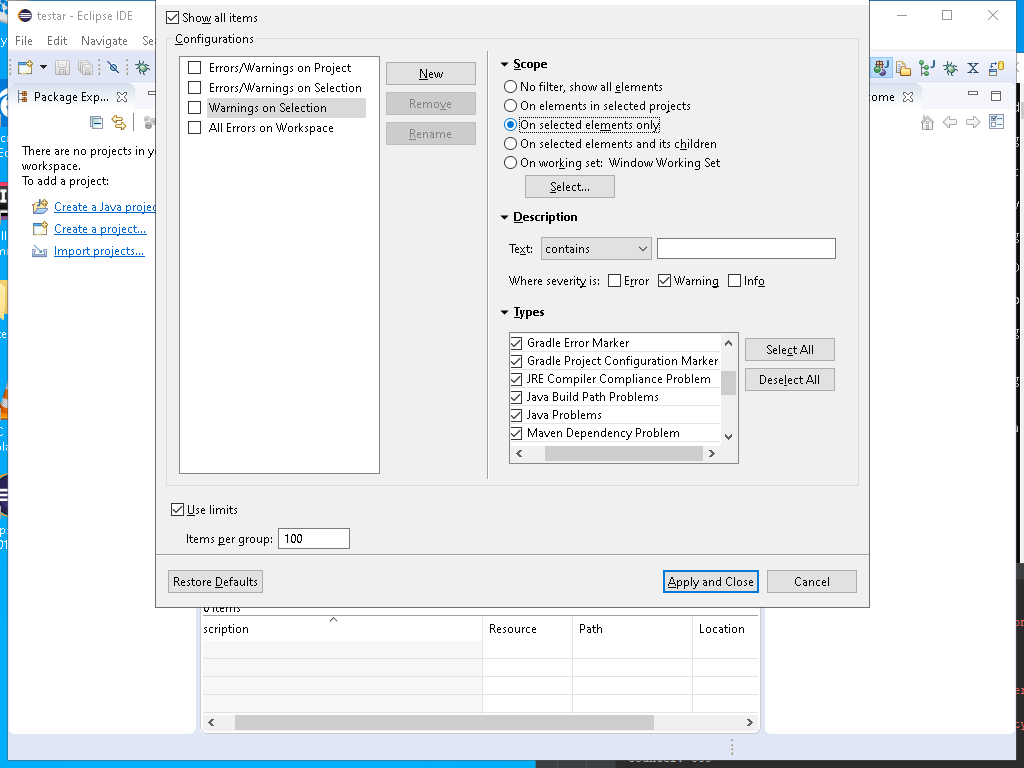 testar - Eclipse IDE
File Edit Navigate Se
Show all items
Configurations
Errors/Warnings on Project
Errors/Warnings on Selection
Warnings on Selection
All Errors on Workspace
New
Remove
Rename
Scope
No filter, show all elements
On elements in selected projects
On selected elements only
On selected elements and its children
On working set: Window Working Set
Select...
Description
Text: contains
Where severity is: Error Warning Info
Types
Gradle Error Marker
Gradle Project Configuration Marker
JRE Compiler Compliance Problem
Java Build Path Problems
Java Problems
Maven Dependency Problem
Select All
Deselect All
Use limits
Items per group: 100
Restore Defaults
Apply and Close
Cancel
Package Exp...
There are no projects in y
workspace.
To add a project:
Create a Java projec
Create a project...
Import projects...
ome
0 items
scription Resource Path Location